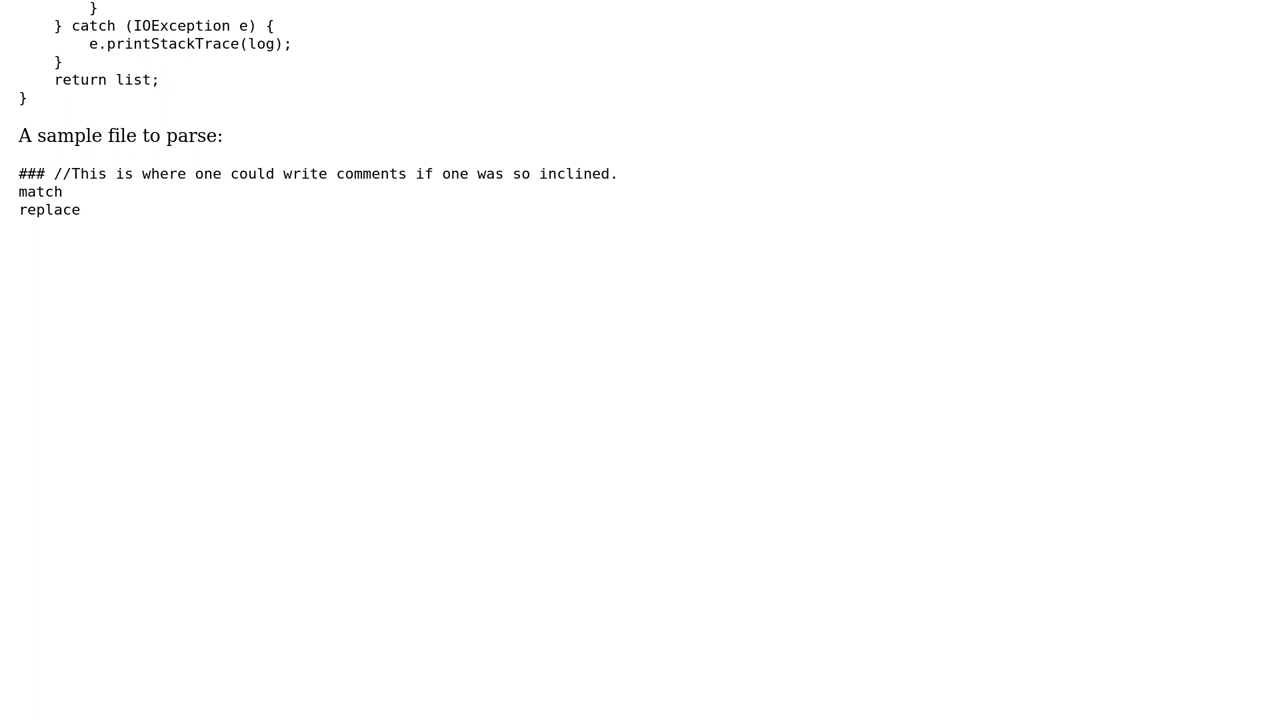 }
    } catch (IOException e) {
        e.printStackTrace(log);
    }
    return list;
}
A sample file to parse:
### //This is where one could write comments if one was so inclined.
match
replace